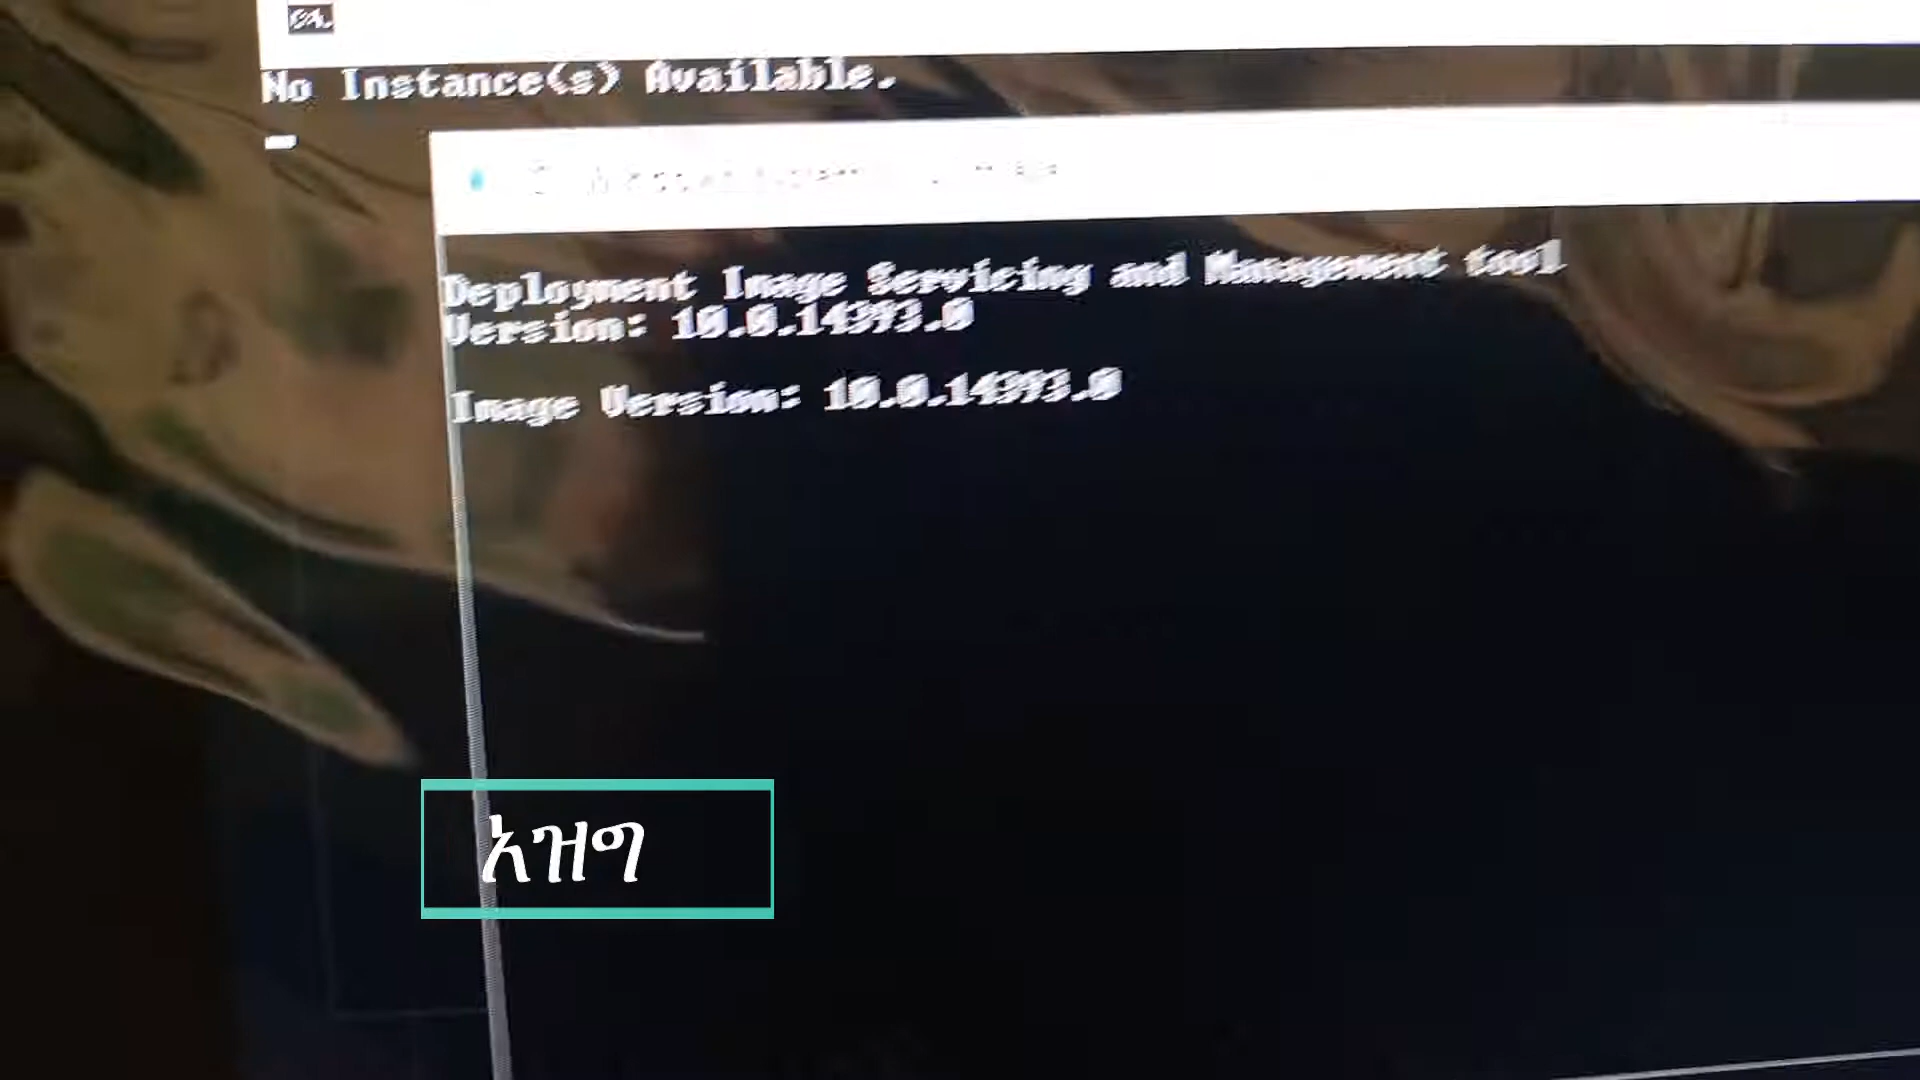 No Instance(s) Available.
Deployment Image Servicing and Management tool
Version: 10.0.14393.0
Image Version: 10.0.14393.0
እዝግ